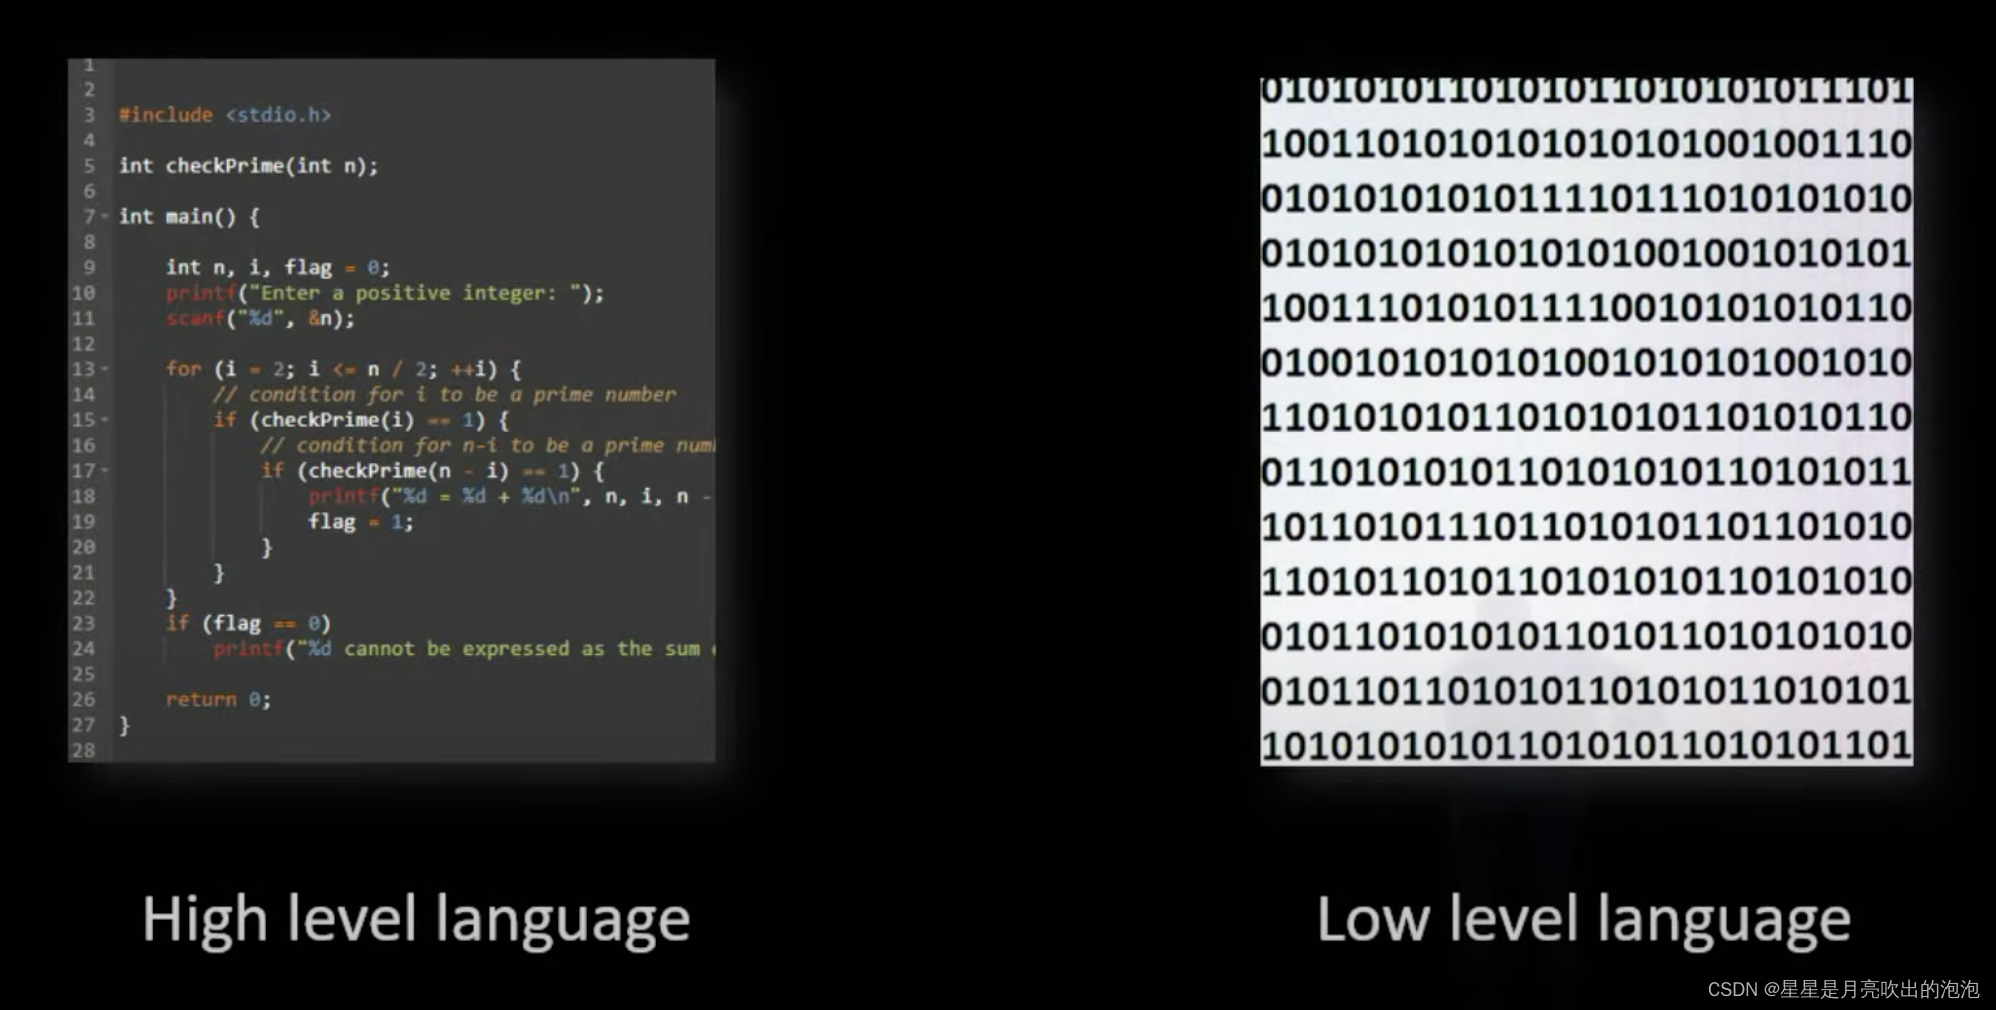 1
2
3 #include <stdio.h>
4
5 int checkPrime(int n);
6
7 int main() {
8
9 int n, i, flag = 0;
10 printf("Enter a positive integer: ");
11 scanf("%d", &n);
12
13 for (i = 2; i <= n / 2; ++i) {
14 // condition for i to be a prime number
15 if (checkPrime(i) == 1) {
16 // condition for n-i to be a prime
17 if (checkPrime(n - i) == 1) {
18 printf("%d = %d + %d\n", n, i, n -
19 flag = 1;
20 }
21 }
22 }
23 if (flag == 0)
24 printf("%d cannot be expressed as the sum
25
26 return 0;
27 }
28
High level language
0101010110101011010101011101
1001101010101010101001001110
0101010101011110111010101010
0101010101010101001001010101
1001110101011110010101010110
0100101010101001010101001010
1101010101101010101101010110
0110101010110101010110101011
1011010111011010101101101010
1101011010110101010110101010
0101101010101101011010101010
0101101101010110101011010101
1010101010110101011010101101
Low level language
CSDN @星星是月亮吹出的泡泡